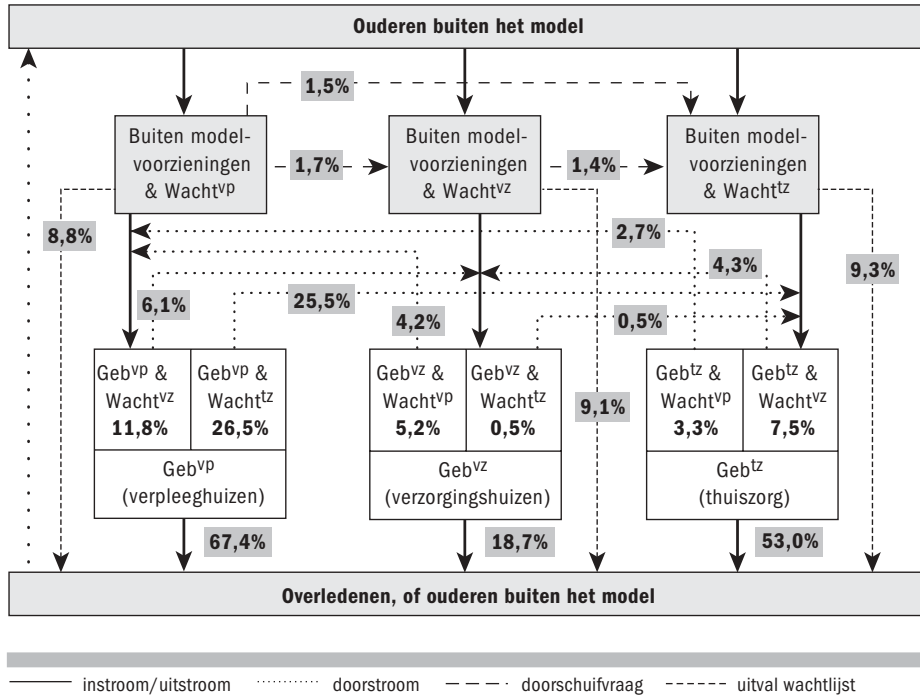 Ouderen buiten het model
1,5%
Buiten model-
voorzieningen
& Wachtvp
1,7%
Buiten model-
voorzieningen
& Wachtvz
1,4%
Buiten model-
voorzieningen
& Wachttz
8,8%
2,7%
4,3%
9,3%
6,1%
25,5%
4,2%
0,5%
Gebvp &
Wachtvz
11,8%
Gebvp &
Wachttz
26,5%
Gebvp
(verpleeghuizen)
Gebvz &
Wachtvp
5,2%
Gebvz &
Wachttz
0,5%
Gebvz
(verzorgingshuizen)
9,1%
Gebtz &
Wachtvp
3,3%
Gebtz &
Wachtvz
7,5%
Gebtz
(thuiszorg)
67,4%
18,7%
53,0%
Overledenen, of ouderen buiten het model
instroom/uitstroom doorstroom doorschuifvraag uitval wachtlijst